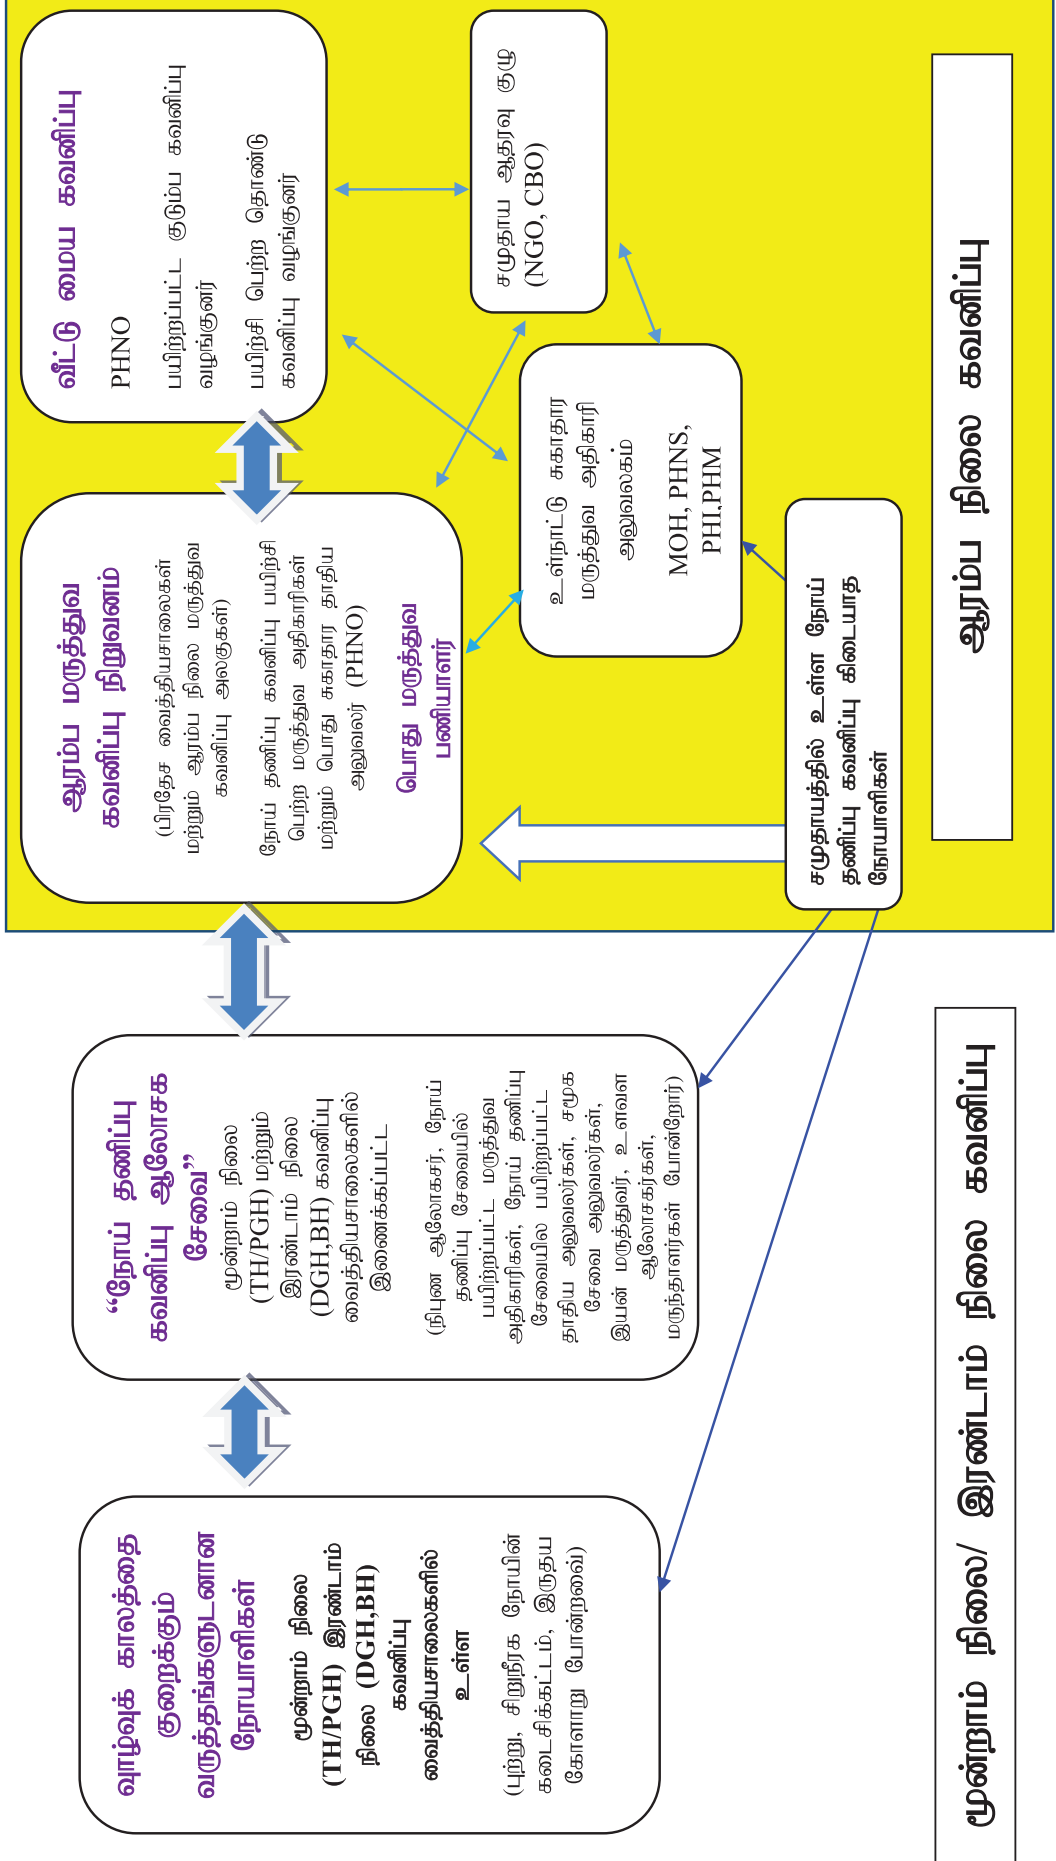 வாழ்வுக் காலத்தை
குறைக்கும்
வருத்தங்களுடனான
நோயாளிகள்
மூன்றாம் நிலை
(TH/PGH) இரண்டாம்
நிலை (DGH,BH)
கவனிப்பு
வைத்தியசாலைகளில்
உள்ள
(புற்று, சிறுநீரக நோயின்
கடைசிக்கட்டம், இருதய
கோளாறு போன்றவை)
“நோய் தணிப்பு
கவனிப்பு ஆலோசக
சேவை”
மூன்றாம் நிலை
(TH/PGH) மற்றும்
இரண்டாம் நிலை
(DGH,BH) கவனிப்பு
வைத்தியசாலைகளில்
இணைக்கப்பட்ட
(நிபுண ஆலோசகர், நோய்
தணிப்பு சேவையில்
பயிற்றப்பட்ட மருத்துவ
அதிகாரிகள், நோய் தணிப்பு
சேவையில் பயிற்றப்பட்ட
தாதிய அலுவலர்கள், சமூக
சேவை அலுவலர்கள்,
இயன் மருத்துவர், உளவள
ஆலோசகர்கள்,
மருந்தாளர்கள் போன்றோர்)
ஆரம்ப மருத்துவ
கவனிப்பு நிறுவனம்
(பிரதேச வைத்தியசாலைகள்
மற்றும் ஆரம்ப நிலை மருத்துவ
கவனிப்பு அலகுகள்)
நோய் தணிப்பு கவனிப்பு பயிற்சி
பெற்ற மருத்துவ அதிகாரிகள்
மற்றும் பொது சுகாதார தாதிய
அலுவலர் (PHNO)
பொது மருத்துவ
பணியாளர்
வீட்டு மைய கவனிப்பு
PHNO
பயிற்றப்பட்ட குடும்ப கவனிப்பு
வழங்குனர்
பயிற்சி பெற்ற தொண்டு
கவனிப்பு வழங்குனர்
சமுதாய ஆதரவு குழு
(NGO, CBO)
உள்நாட்டு சுகாதார
மருத்துவ அதிகாரி
அலுவலகம்
MOH, PHNS,
PHI,PHM
சமுதாயத்தில் உள்ள நோய்
தணிப்பு கவனிப்பு கிடையாத
நோயாளிகள்
மூன்றாம் நிலை/ இரண்டாம் நிலை கவனிப்பு
ஆரம்ப நிலை கவனிப்பு